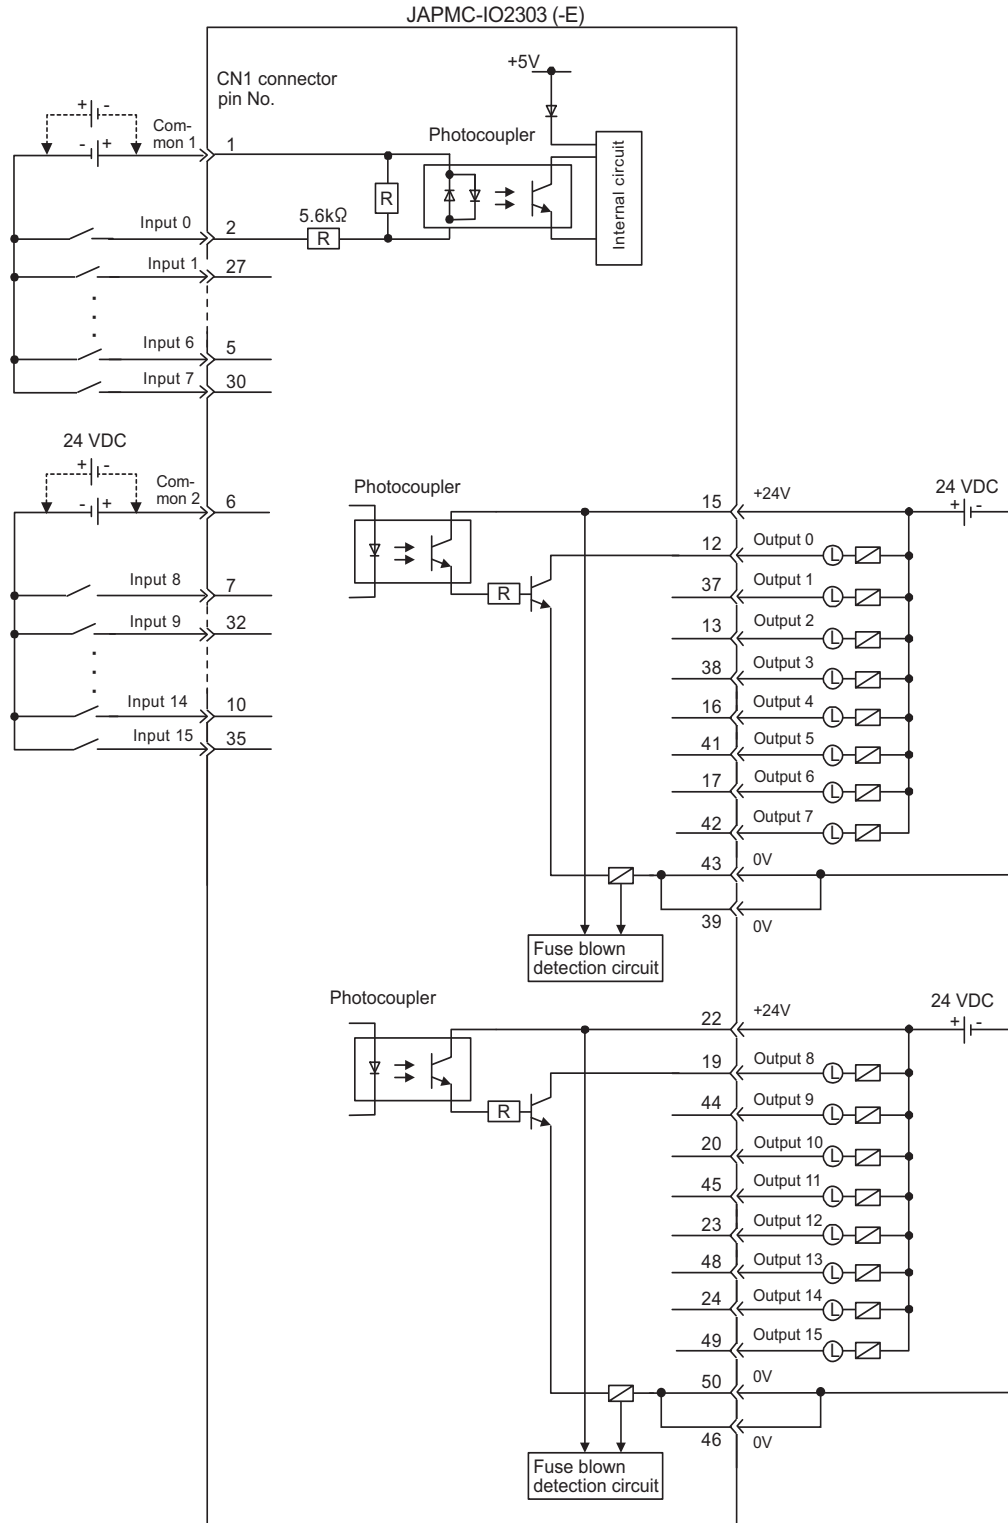 JAPMC-IO2303 (-E)
CN1 connector
pin No.
+5V
Photocoupler
Internal circuit
+ -
- +
Com-
mon 1
1
R
5.6kΩ
R
Input 0
2
Input 1
27
Input 6
5
Input 7
30
24 VDC
+ -
- +
Com-
mon 2
6
Input 8
7
Input 9
32
Input 14
10
Input 15
35
Photocoupler
R
15
+24V
24 VDC
+ -
12
Output 0
L
37
Output 1
L
13
Output 2
L
38
Output 3
L
16
Output 4
L
41
Output 5
L
17
Output 6
L
42
Output 7
L
43
0V
39
0V
Fuse blown
detection circuit
Photocoupler
R
22
+24V
24 VDC
+ -
19
Output 8
L
44
Output 9
L
20
Output 10
L
45
Output 11
L
23
Output 12
L
48
Output 13
L
24
Output 14
L
49
Output 15
L
50
0V
46
0V
Fuse blown
detection circuit